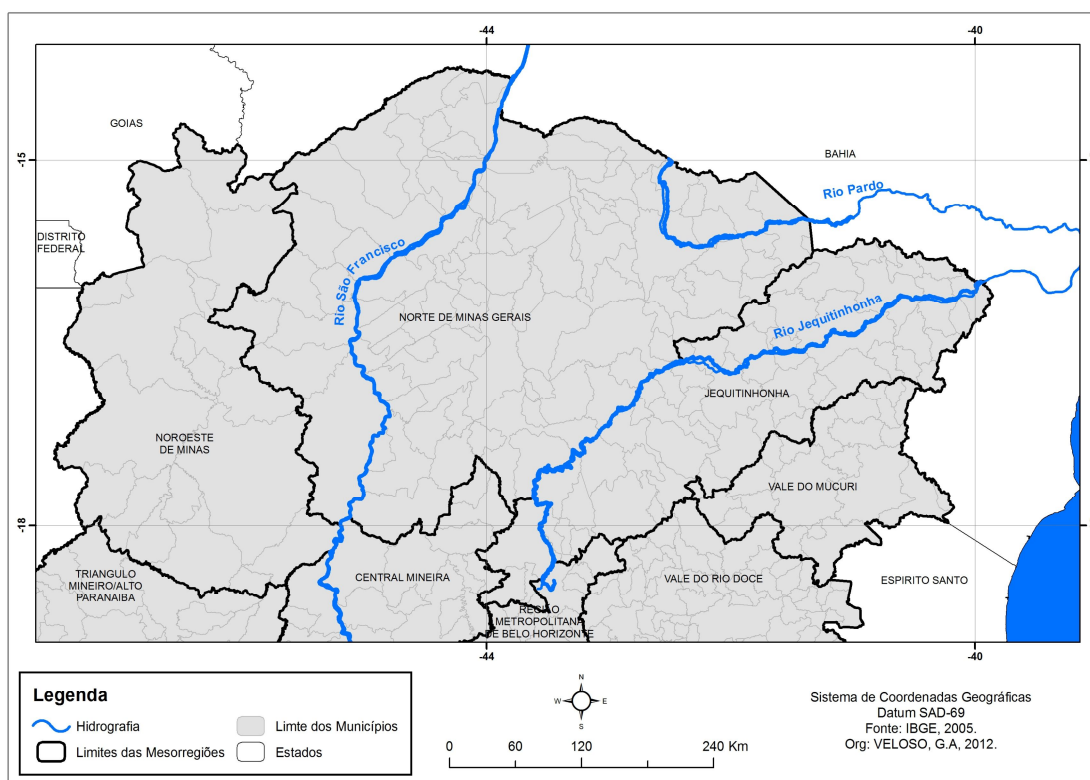 -44
-40
GOIAS
-15
-15
BAHIA
Rio Pardo
DISTRITO
FEDERAL
Rio São Francisco
NORTE DE MINAS GERAIS
Rio Jequitinhonha
JEQUITINHONHA
NOROESTE
DE MINAS
VALE DO MUCURI
-18
-18
TRIANGULO
MINEIRO/ALTO
PARANAIBA
CENTRAL MINEIRA
VALE DO RIO DOCE
ESPIRITO SANTO
REGIÃO
METROPOLITANA
DE BELO HORIZONTE
-44
-40
Legenda
Hidrografia
Limte dos Municípios
Limites das Mesorregiões
Estados
N
W
E
S
0 60 120 240 Km
Sistema de Coordenadas Geográficas
Datum SAD-69
Fonte: IBGE, 2005.
Org: VELOSO, G.A, 2012.